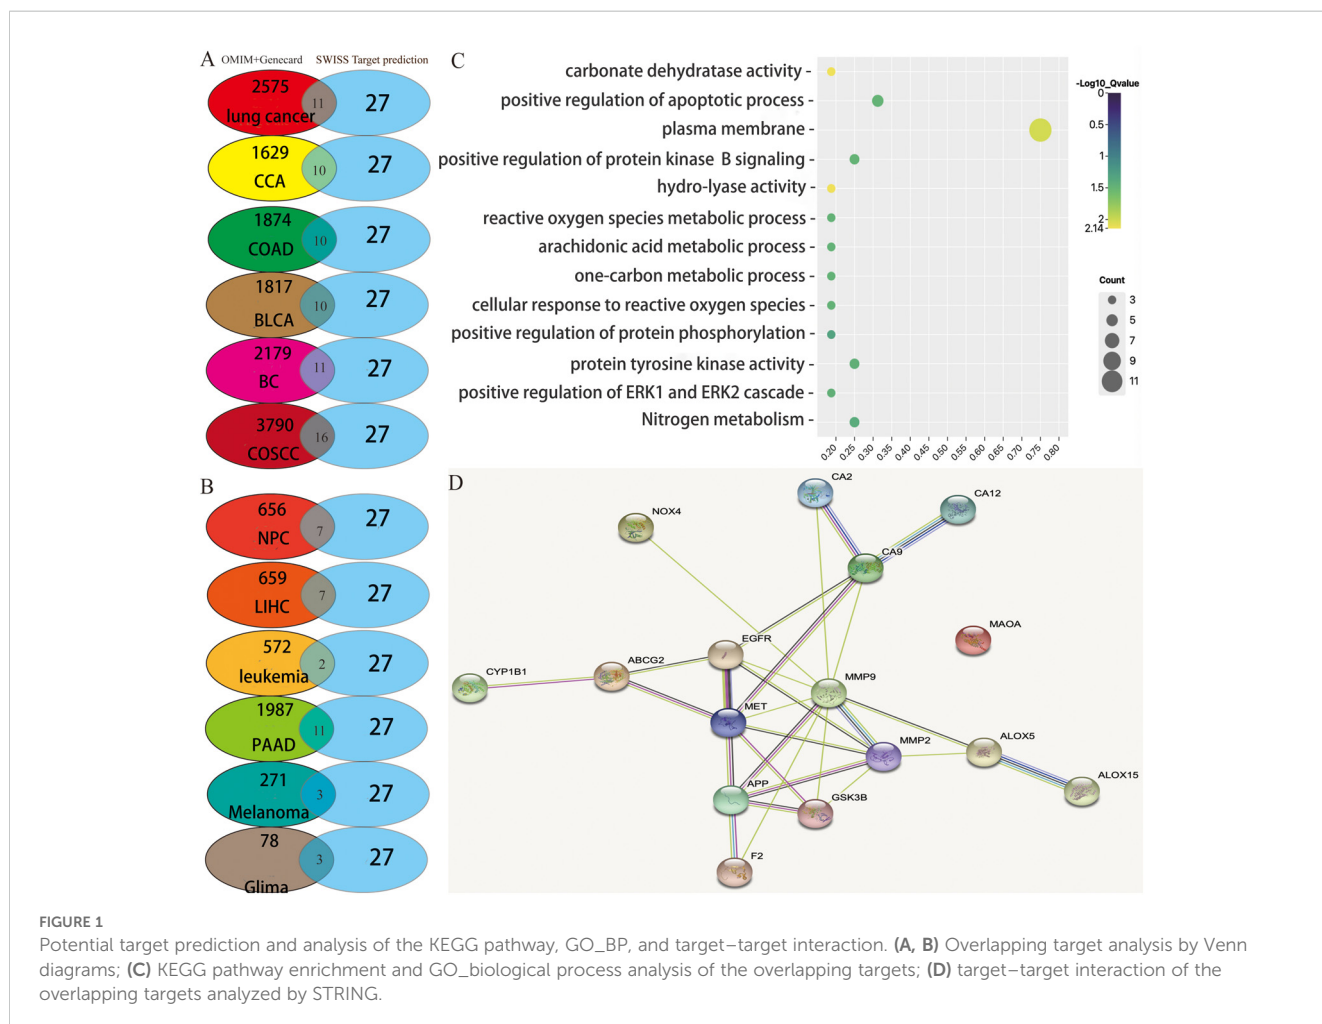 A
OMIM+Genecard
SWISS Target prediction
2575
lung cancer
11
27
1629
CCA
10
27
1874
COAD
10
27
1817
BLCA
10
27
2179
BC
11
27
3790
COSCC
16
27
B
656
NPC
7
27
659
LIHC
7
27
572
leukemia
2
27
1987
PAAD
11
27
271
Melanoma
3
27
78
Glima
3
27
C
carbonate dehydratase activity
positive regulation of apoptotic process
plasma membrane
positive regulation of protein kinase B signaling
hydro-lyase activity
reactive oxygen species metabolic process
arachidonic acid metabolic process
one-carbon metabolic process
cellular response to reactive oxygen species
positive regulation of protein phosphorylation
protein tyrosine kinase activity
positive regulation of ERK1 and ERK2 cascade
Nitrogen metabolism
0.20 0.25 0.30 0.35 0.40 0.45 0.50 0.55 0.60 0.65 0.70 0.75 0.80
-Log10_Qvalue
0
0.5
1
1.5
2
2.14
Count
3
5
7
9
11
D
CA2
CA12
NOX4
CA9
MAOA
EGFR
ABCG2
CYP1B1
MMP9
MET
MMP2
ALOX5
ALOX15
APP
GSK3B
F2
FIGURE 1
Potential target prediction and analysis of the KEGG pathway, GO_BP, and target–target interaction. (A, B) Overlapping target analysis by Venn
diagrams; (C) KEGG pathway enrichment and GO_biological process analysis of the overlapping targets; (D) target–target interaction of the
overlapping targets analyzed by STRING.